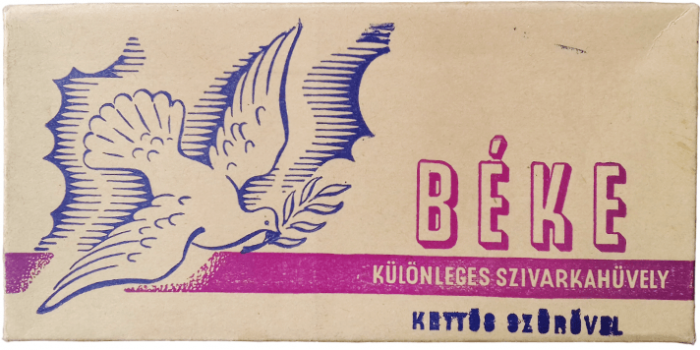 BÉKE
KÜLÖNLEGES SZIVARKAHÜVELY
KETTŐS SZŰRŐVEL